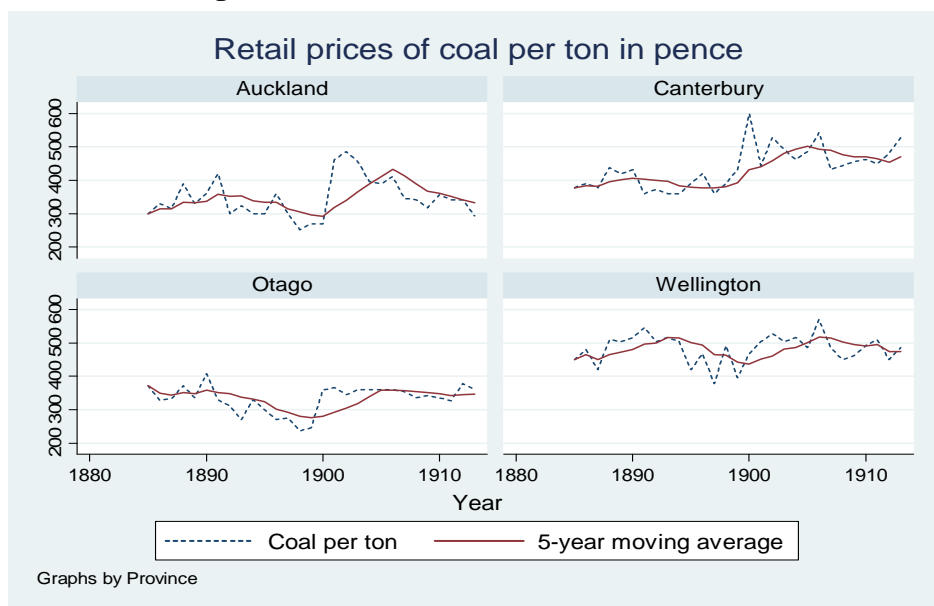 Retail prices of coal per ton in pence
Auckland
Canterbury
200 300 400 500 600
Otago
Wellington
200 300 400 500 600
1880 1890 1900 1910 1880 1890 1900 1910
Year
Coal per ton 5-year moving average
Graphs by Province